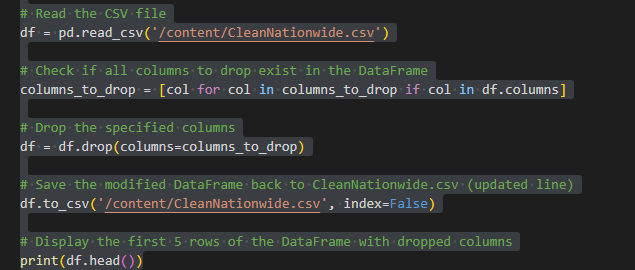 # Read the CSV file
df = pd.read_csv('/content/CleanNationwide.csv')
# Check if all columns to drop exist in the DataFrame
columns_to_drop = [col for col in columns_to_drop if col in df.columns]
# Drop the specified columns
df = df.drop(columns=columns_to_drop)
# Save the modified DataFrame back to CleanNationwide.csv (updated line)
df.to_csv('/content/CleanNationwide.csv', index=False)
# Display the first 5 rows of the DataFrame with dropped columns
print(df.head())